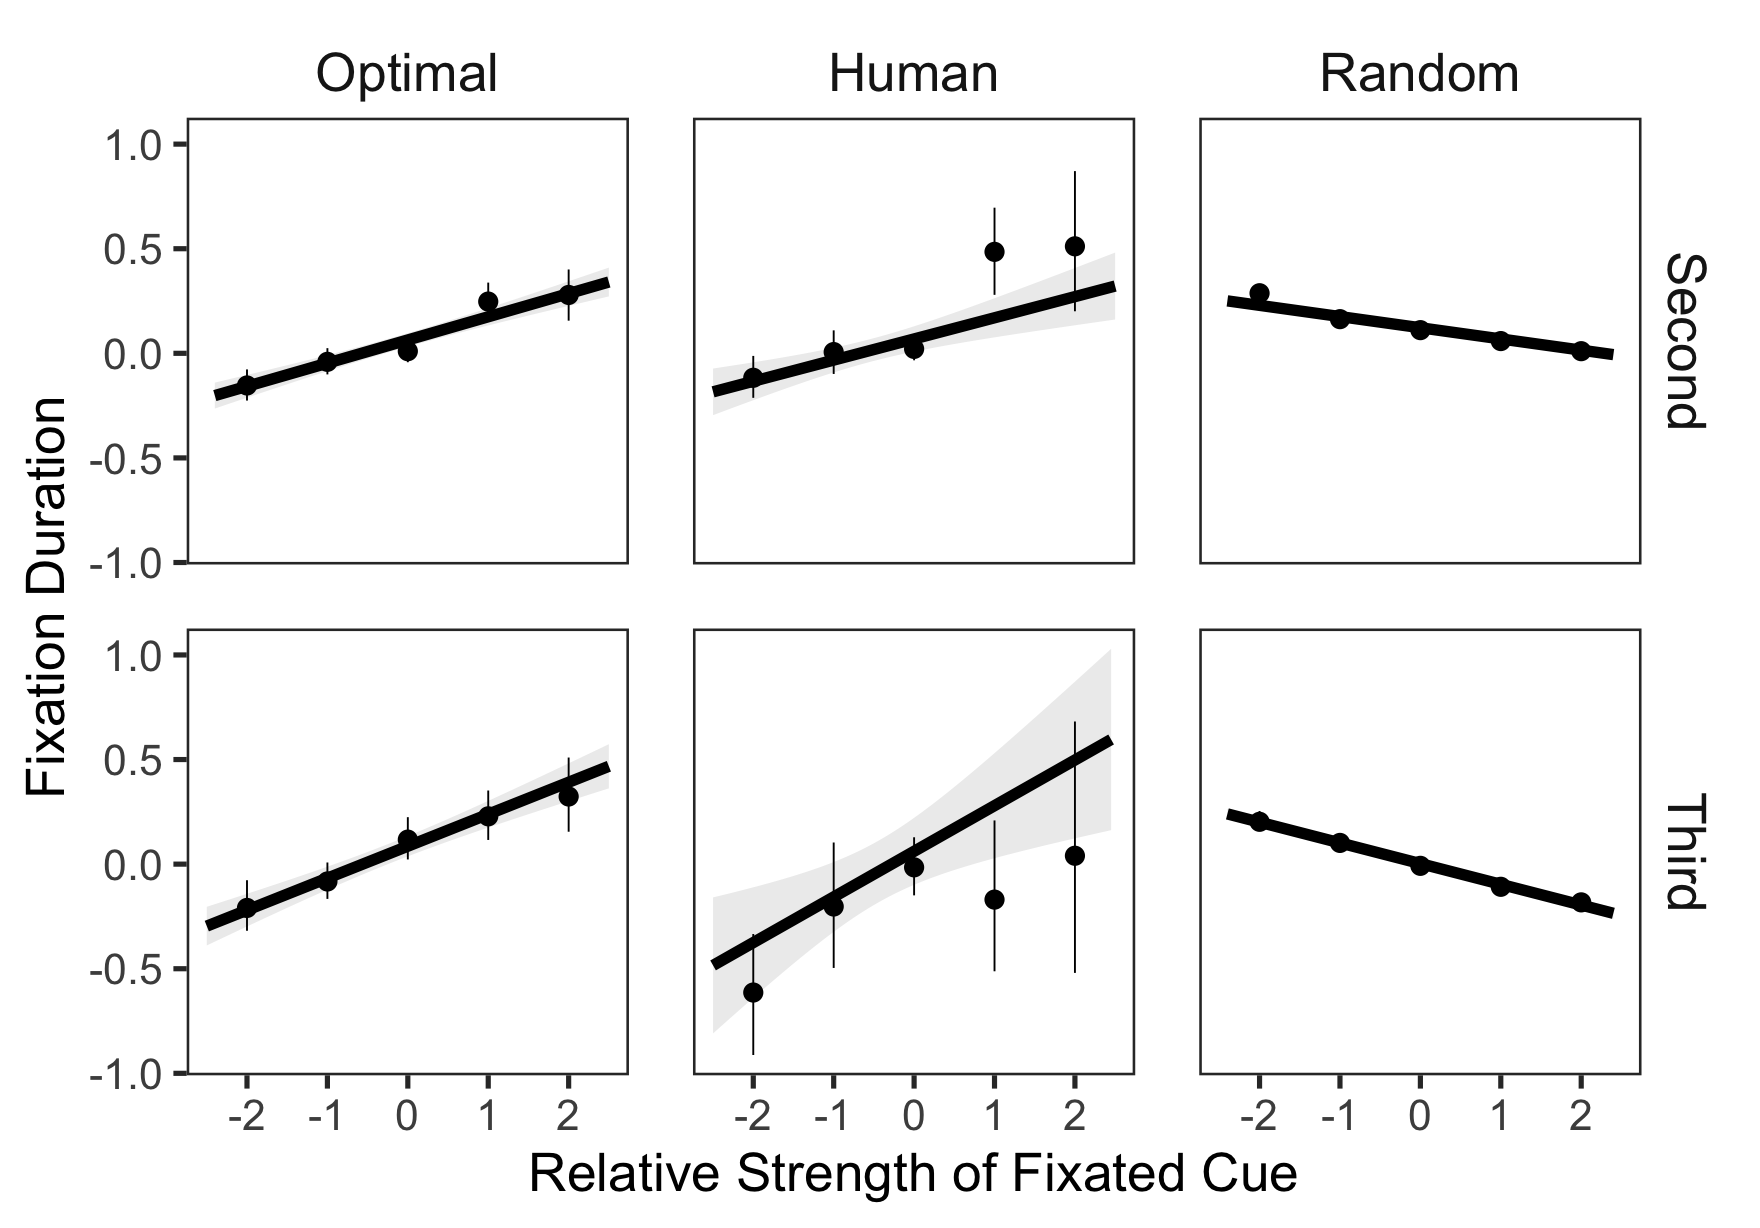 Optimal Human Random
1.0
0.5
0.0
-0.5
-1.0
Second
Fixation Duration
1.0
0.5
0.0
-0.5
-1.0
Third
-2 -1 0 1 2 -2 -1 0 1 2 -2 -1 0 1 2
Relative Strength of Fixated Cue